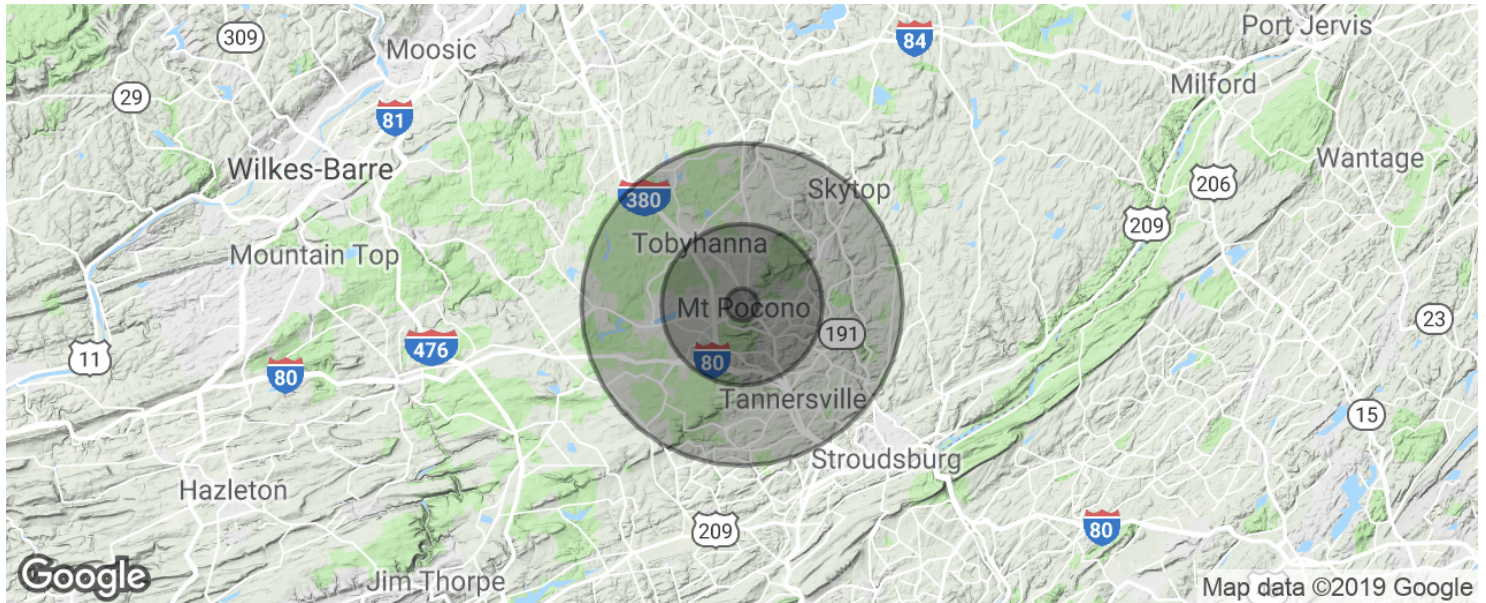 309
Moosic
84
Port Jervis
29
81
Milford
Wilkes-Barre
Wantage
380
Skytop
206
209
Tobyhanna
Mountain Top
Mt Pocono
191
23
11
476
80
80
Tannersville
15
Stroudsburg
Hazleton
209
80
Jim Thorpe
Google
Map data ©2019 Google